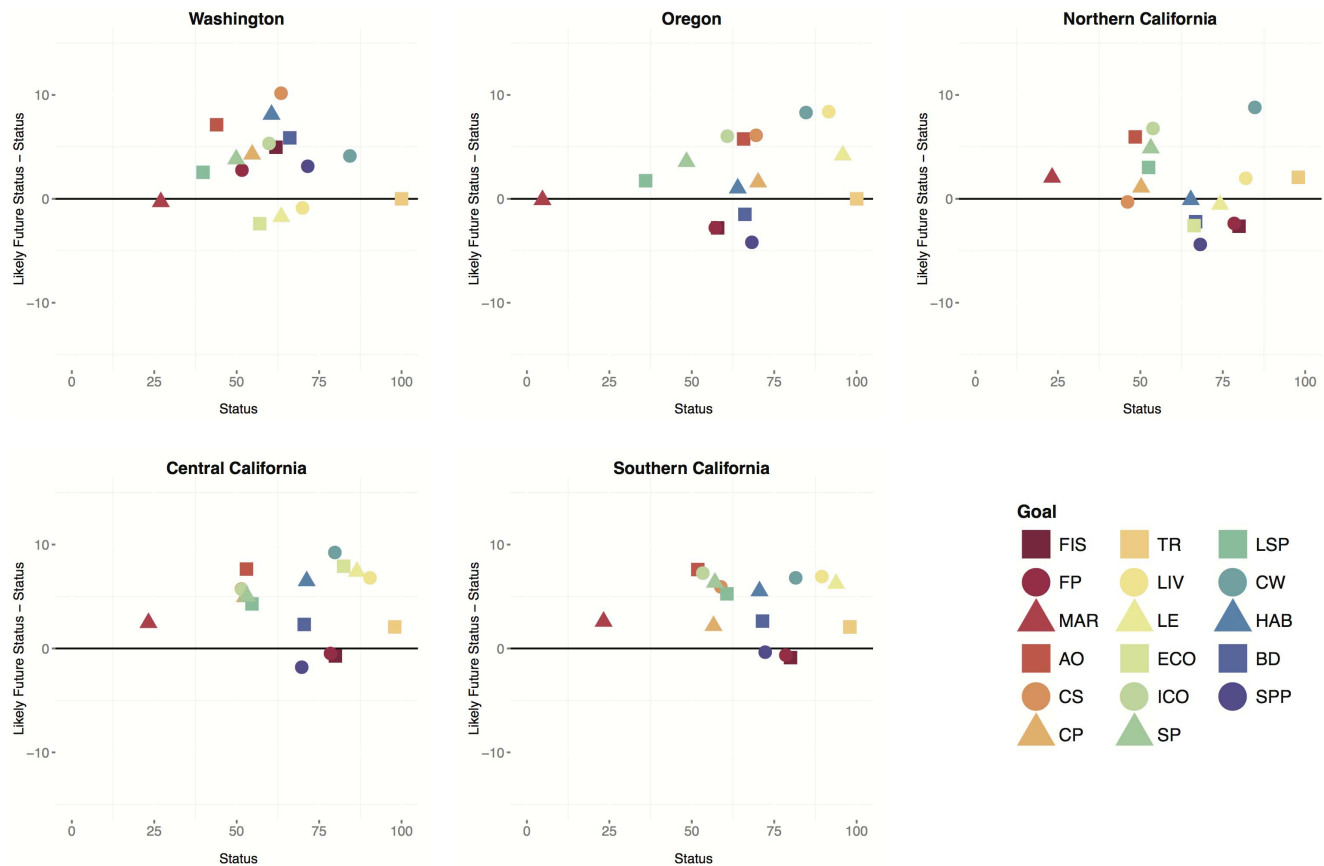 Washington
Likely Future Status – Status
10
0
−10
0 25 50 75 100
Status
Oregon
Likely Future Status – Status
10
0
−10
0 25 50 75 100
Status
Northern California
Likely Future Status – Status
10
0
−10
0 25 50 75 100
Status
Central California
Likely Future Status – Status
10
0
−10
0 25 50 75 100
Status
Southern California
Likely Future Status – Status
10
0
−10
0 25 50 75 100
Status
Goal
FIS TR LSP
FP LIV CW
MAR LE HAB
AO ECO BD
CS ICO SPP
CP SP